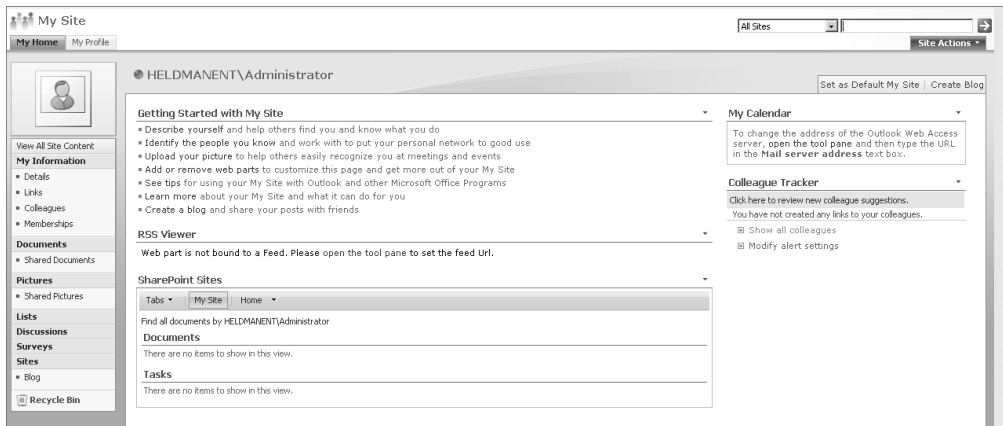 My Site
All Sites
My Home My Profile
Site Actions
HELDMANENT\Administrator
Set as Default My Site | Create Blog
View All Site Content
My Information
Details
Links
Colleagues
Memberships
Documents
Shared Documents
Pictures
Shared Pictures
Lists
Discussions
Surveys
Sites
Blog
Recycle Bin
Getting Started with My Site
Describe yourself and help others find you and know what you do
Identify the people you know and work with to put your personal network to good use
Upload your picture to help others easily recognize you at meetings and events
Add or remove web parts to customize this page and get more out of your My Site
See tips for using your My Site with Outlook and other Microsoft Office Programs
Learn more about your My Site and what it can do for you
Create a blog and share your posts with friends
RSS Viewer
Web part is not bound to a Feed. Please open the tool pane to set the feed Url.
SharePoint Sites
Tabs My Site Home
Find all documents by HELDMANENT\Administrator
Documents
There are no items to show in this view.
Tasks
There are no items to show in this view.
My Calendar
To change the address of the Outlook Web Access
server, open the tool pane and then type the URL
in the Mail server address text box.
Colleague Tracker
Click here to review new colleague suggestions.
You have not created any links to your colleagues.
Show all colleagues
Modify alert settings